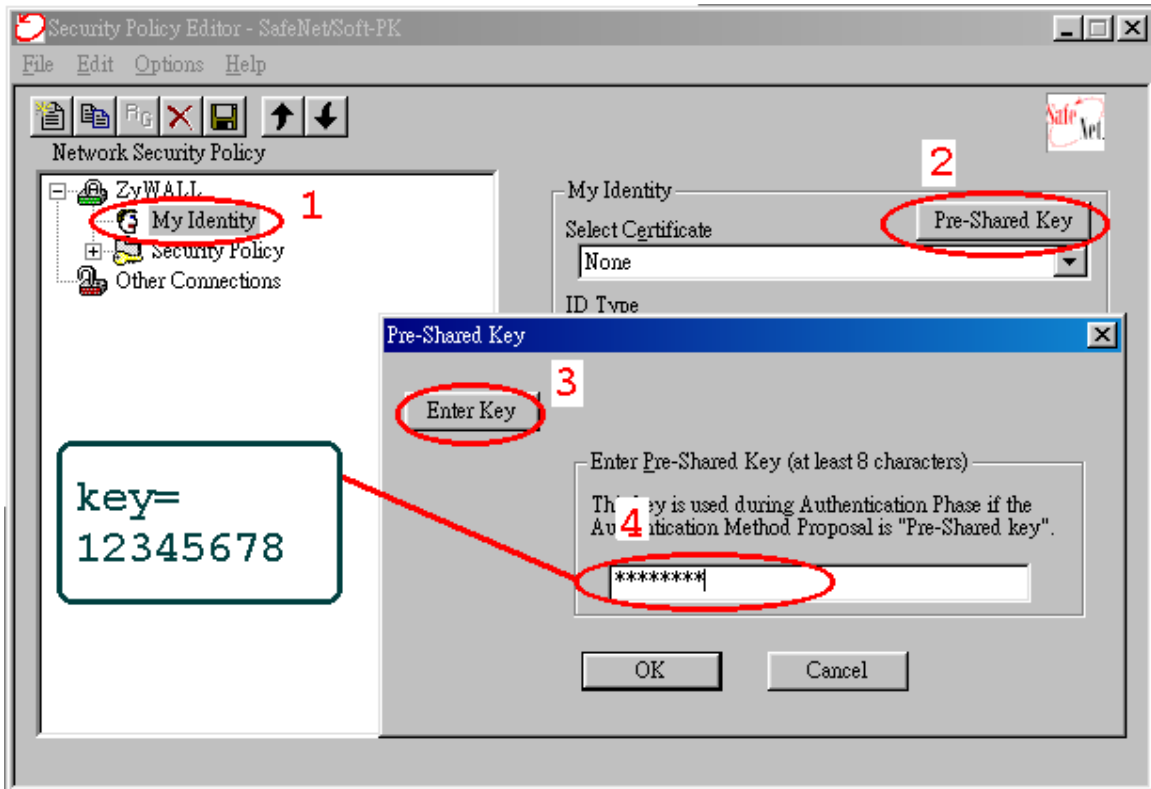 Security Policy Editor - SafeNet/Soft-PK
File Edit Options Help
Network Security Policy
Safe
Net
ZyWALL
My Identity
1
Security Policy
Other Connections
2
My Identity
Pre-Shared Key
Select Certificate
None
ID Type
Pre-Shared Key
3
Enter Key
Enter Pre-Shared Key (at least 8 characters)
key is used during Authentication Phase if the
Authentication Method Proposal is "Pre-Shared key".
4
********
OK Cancel
key=
12345678